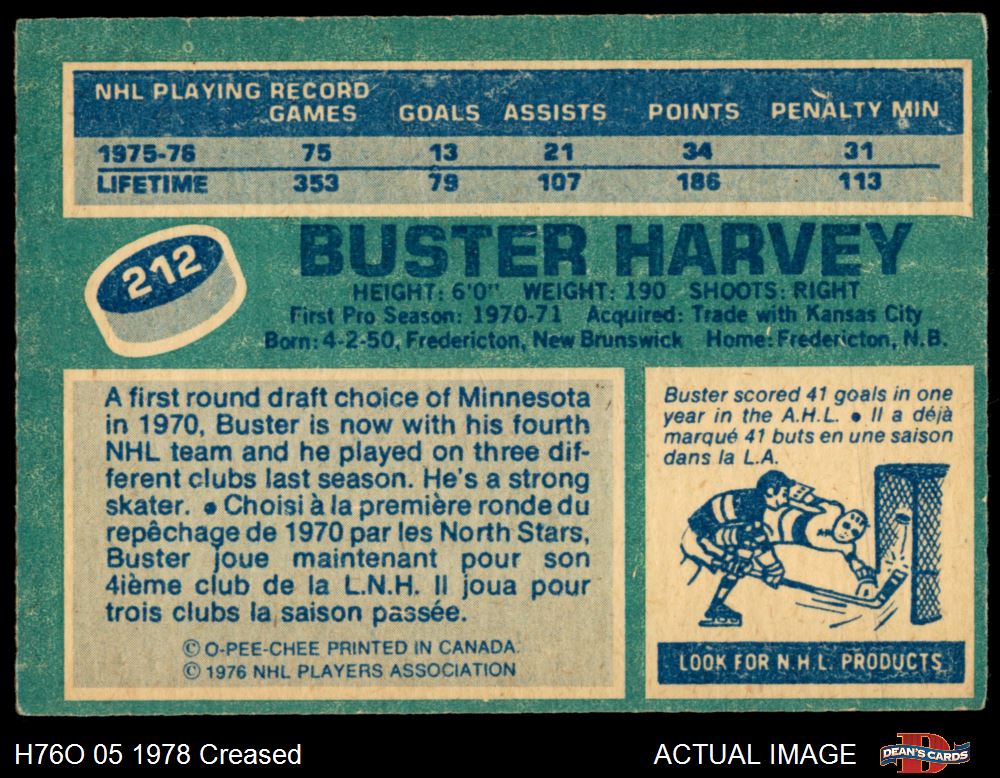 NHL PLAYING RECORD
GAMES GOALS ASSISTS POINTS PENALTY MIN
1975-76 75 13 21 34 31
LIFETIME 353 79 107 186 113
212
BUSTER HARVEY
HEIGHT: 6'0" WEIGHT: 190 SHOOTS: RIGHT
First Pro Season: 1970-71 Acquired: Trade with Kansas City
Born: 4-2-50, Fredericton, New Brunswick Home: Fredericton, N.B.
A first round draft choice of Minnesota
in 1970, Buster is now with his fourth
NHL team and he played on three dif-
ferent clubs last season. He's a strong
skater. • Choisi à la première ronde du
repêchage de 1970 par les North Stars,
Buster joue maintenant pour son
4ième club de la L.N.H. Il joua pour
trois clubs la saison passée.
© O-PEE-CHEE PRINTED IN CANADA.
© 1976 NHL PLAYERS ASSOCIATION
Buster scored 41 goals in one
year in the A.H.L. • Il a déjà
marqué 41 buts en une saison
dans la L.A.
LOOK FOR N.H.L. PRODUCTS
H76O 05 1978 Creased
ACTUAL IMAGE
D
DEAN'S CARDS